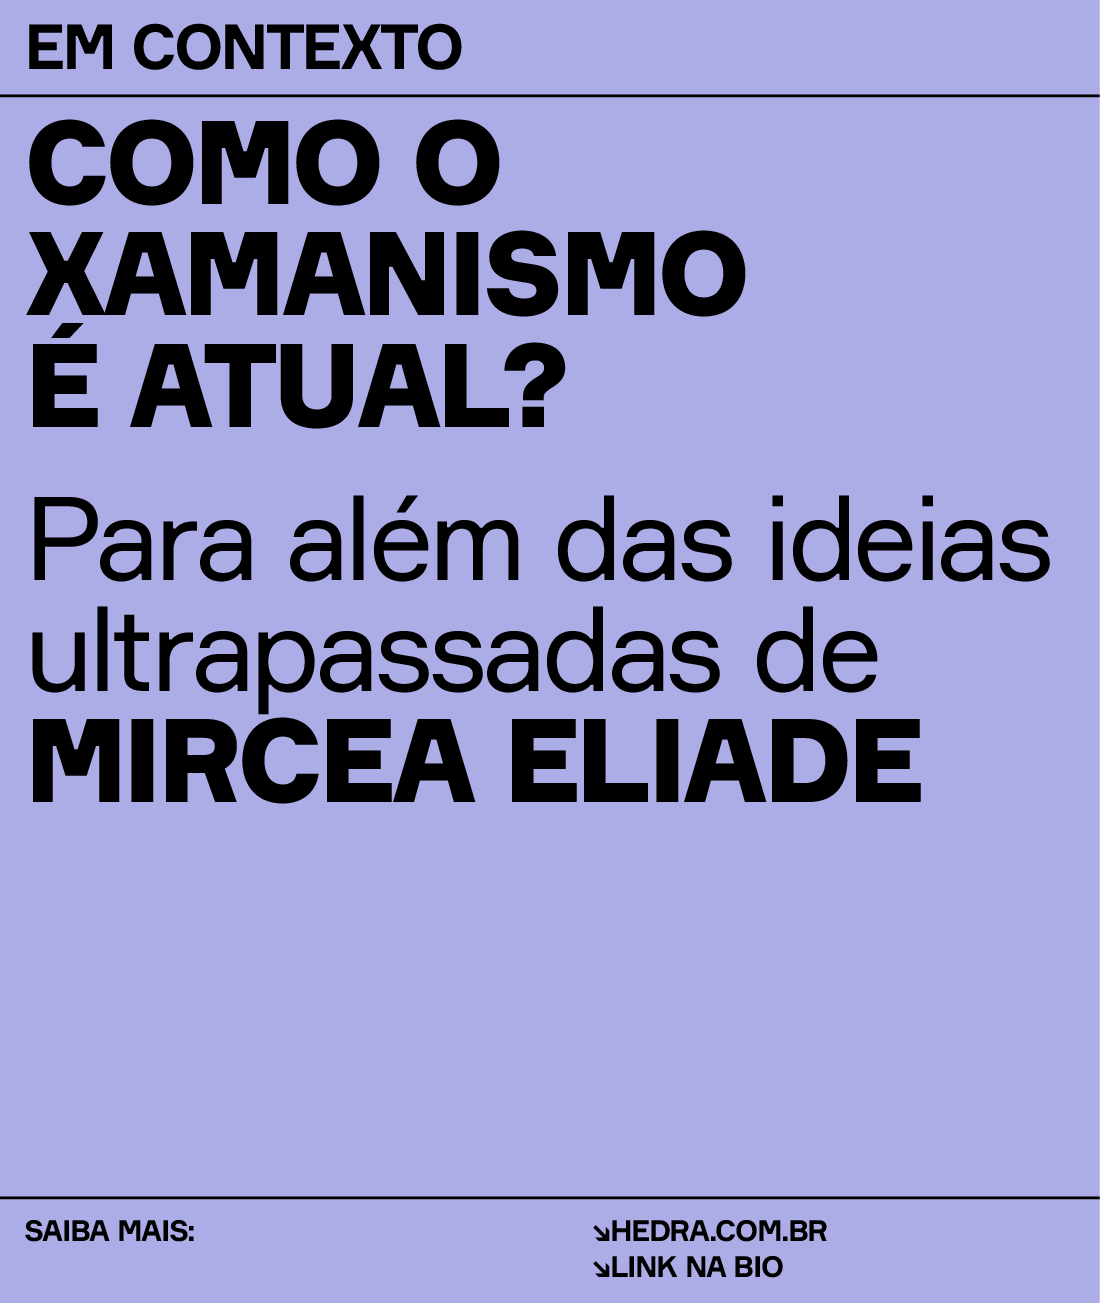 EM CONTEXTO
COMO O
XAMANISMO
É ATUAL?
Para além das ideias
ultrapassadas de
MIRCEA ELIADE
SAIBA MAIS:
↘HEDRA.COM.BR
↘LINK NA BIO